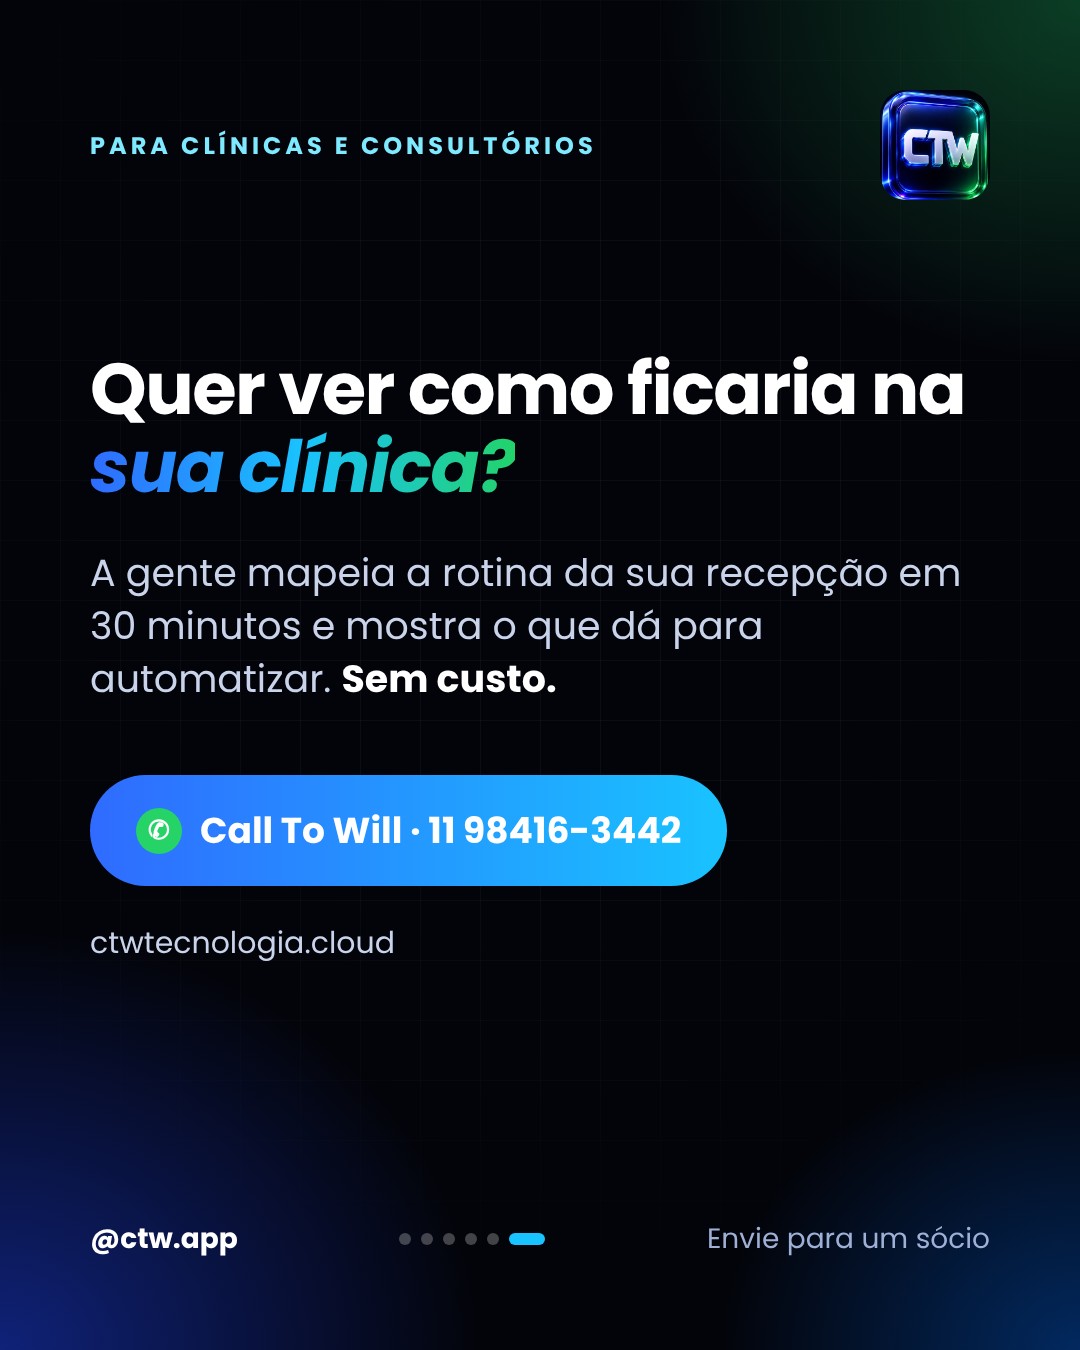 PARA CLÍNICAS E CONSULTÓRIOS
CTW
Quer ver como ficaria na
sua clínica?
A gente mapeia a rotina da sua recepção em
30 minutos e mostra o que dá para
automatizar. Sem custo.
Call To Will · 11 98416-3442
ctwtecnologia.cloud
@ctw.app
Envie para um sócio